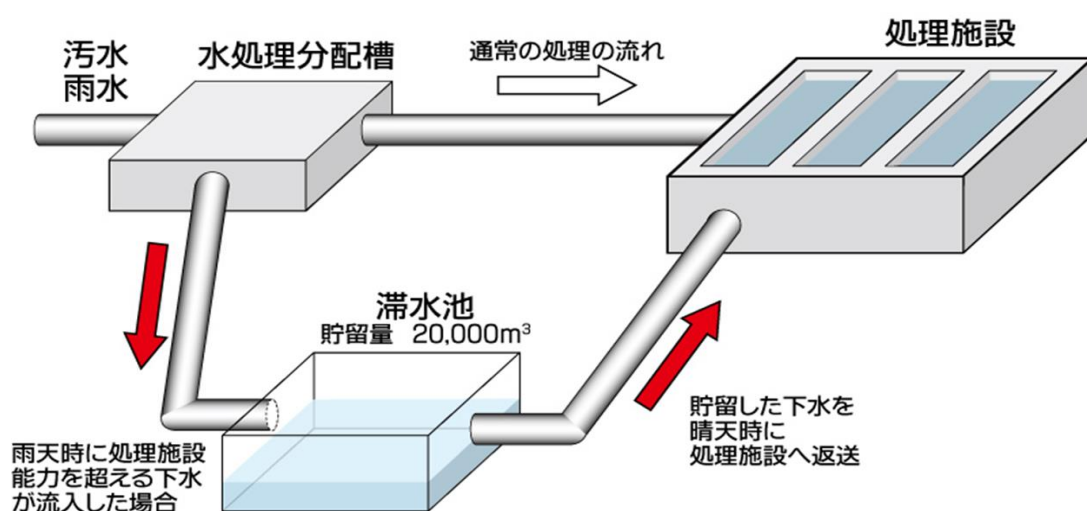 汚水
雨水
水処理分配槽
通常の処理の流れ
処理施設
滞水池
貯留量 20,000m³
雨天時に処理施設
能力を超える下水
が流入した場合
貯留した下水を
晴天時に
処理施設へ返送